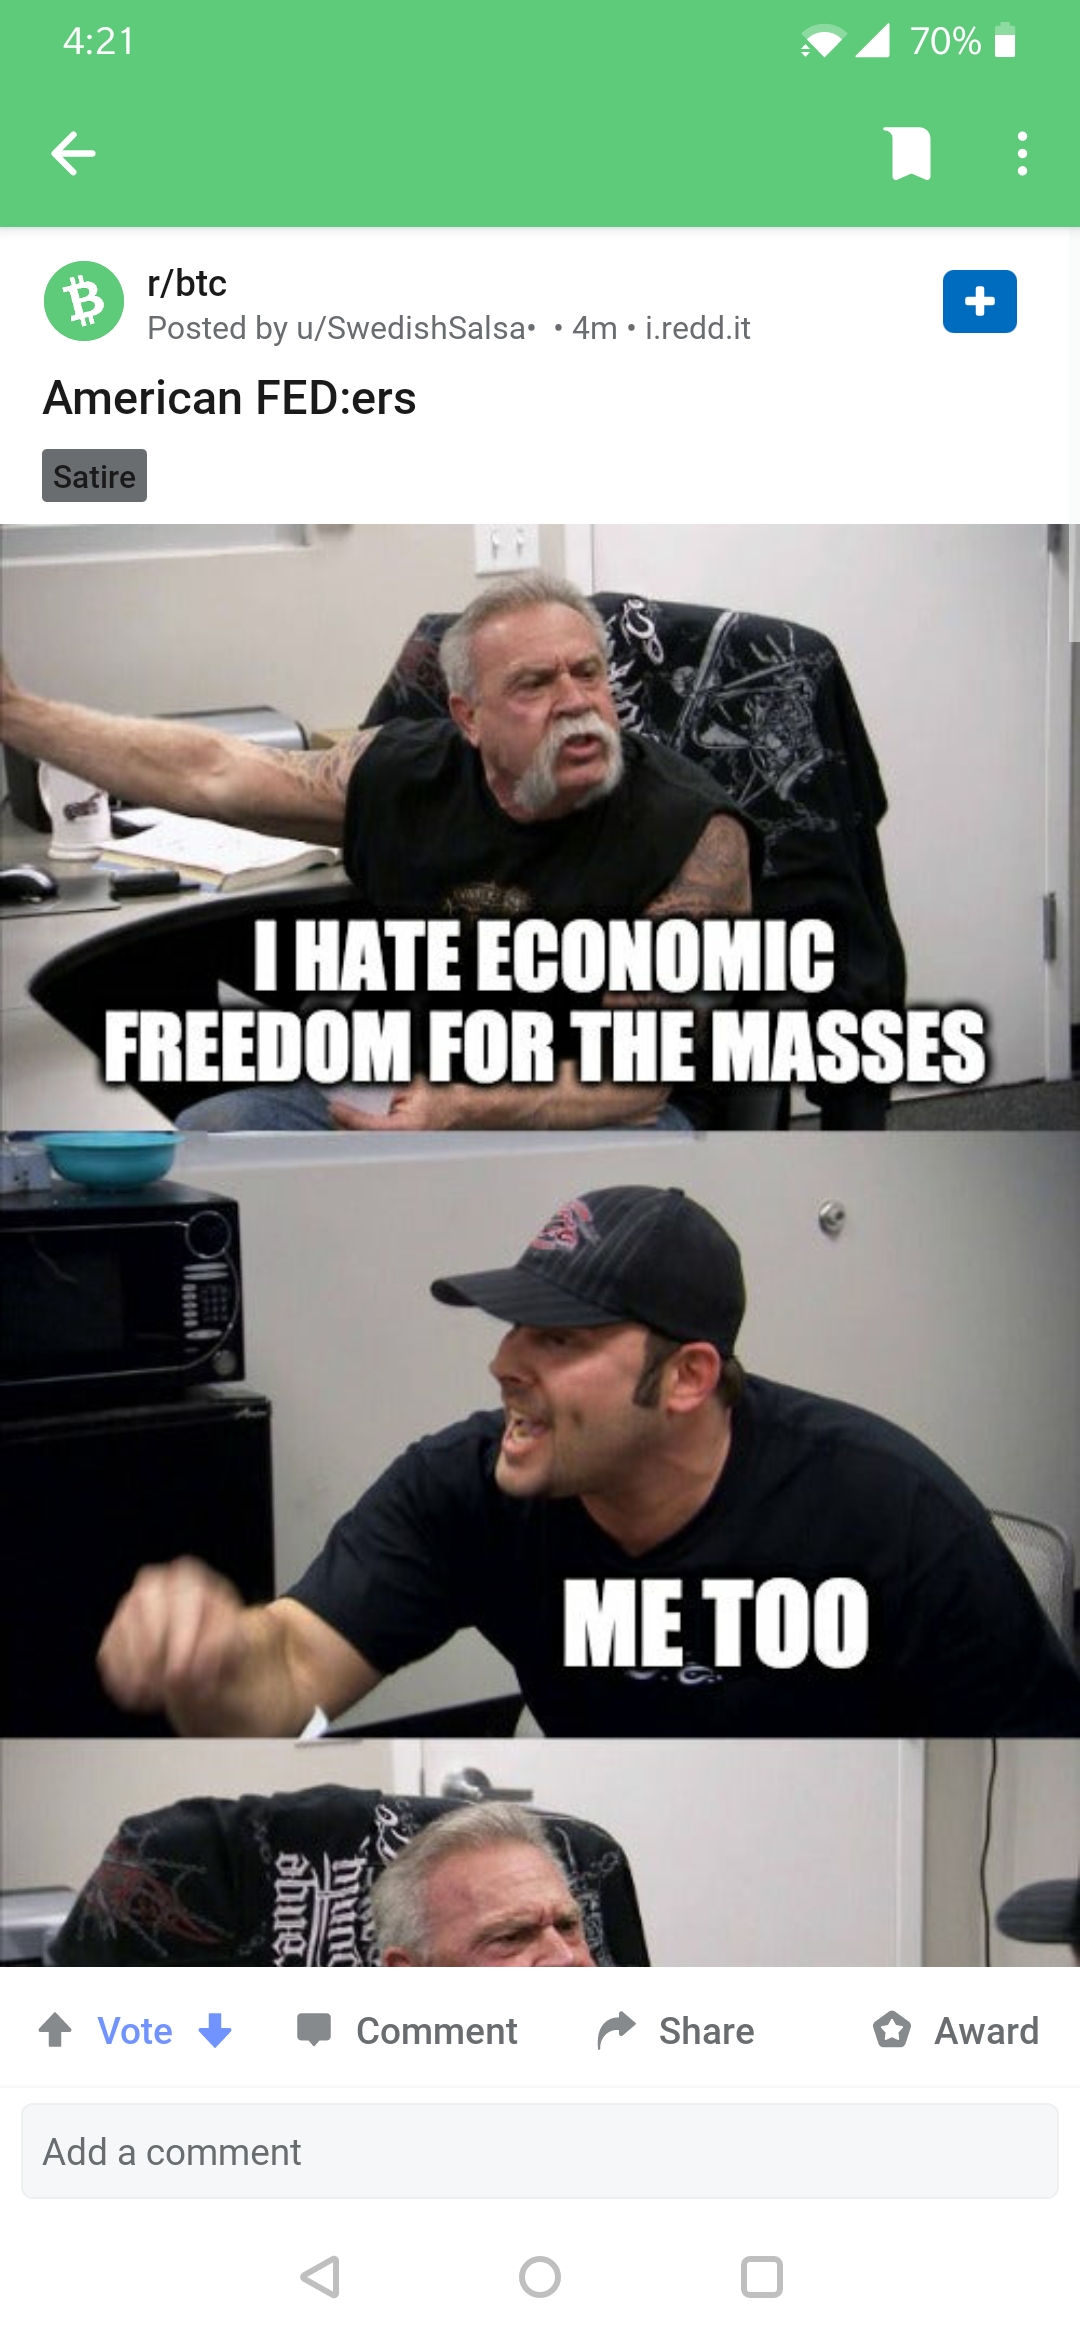 4:21
70%
r/btc
Posted by u/SwedishSalsa• • 4m • i.redd.it
American FED:ers
Satire
I HATE ECONOMIC
FREEDOM FOR THE MASSES
ME TOO
Vote
Comment
Share
Award
Add a comment